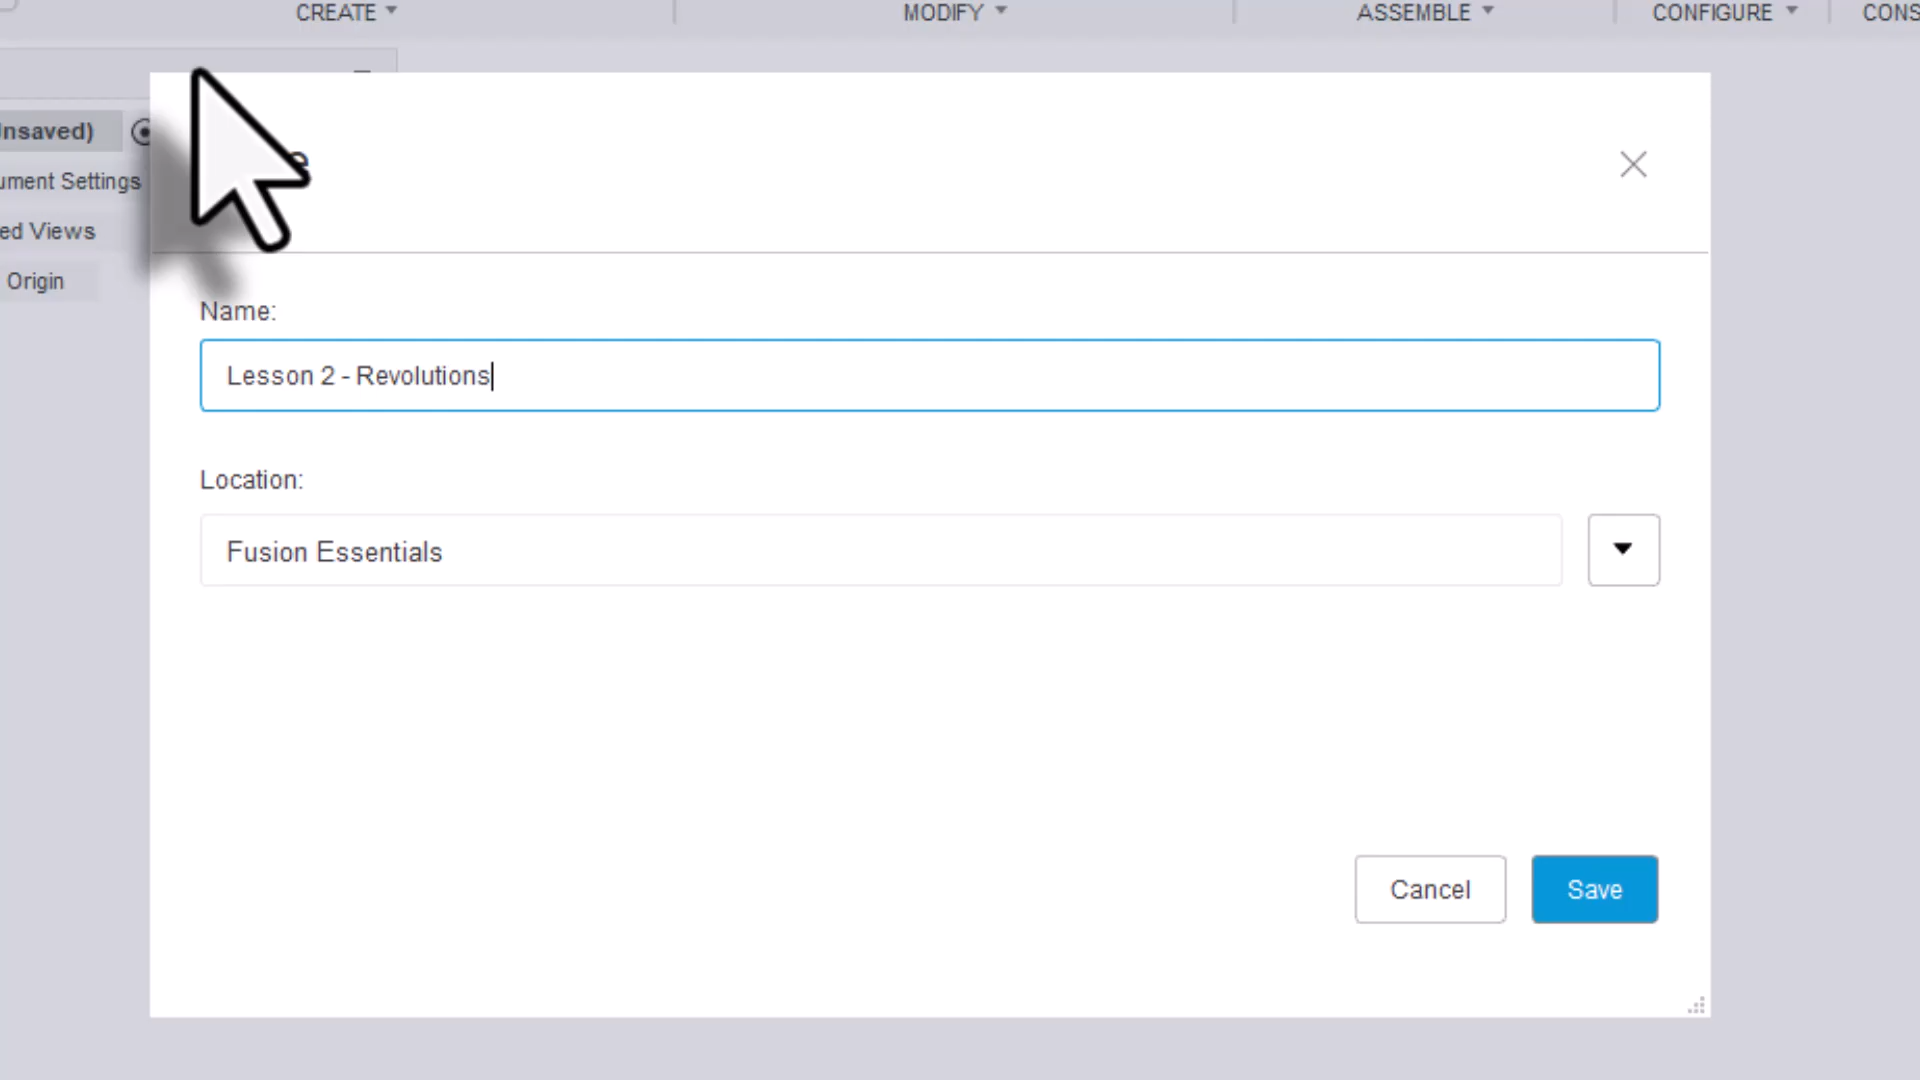 CREATE MODIFY ASSEMBLE CONFIGURE CONS
nsaved)
ument Settings
ed Views
Origin
Name:
Lesson 2 - Revolutions
Location:
Fusion Essentials
Cancel Save